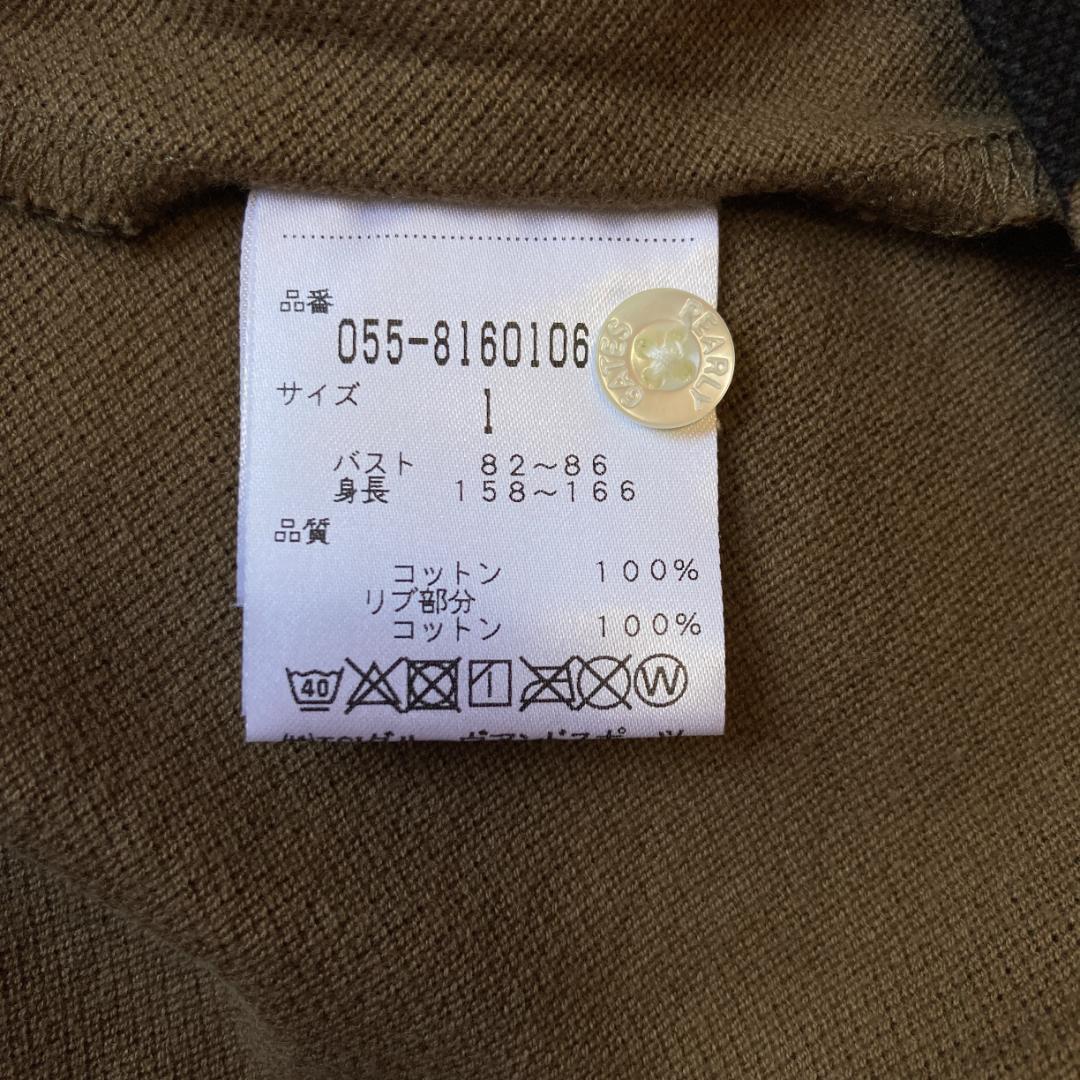 品番
055-8160106
PEARLY
GATES
サイズ
1
バスト 82～86
身長 158～166
品質
コットン 100%
リブ部分
コットン 100%
40
W